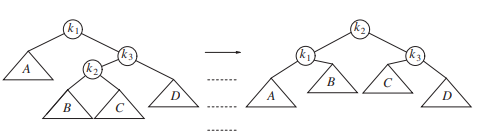 k1 k2
k3 k1 k3
A k2
B C
B C D A D